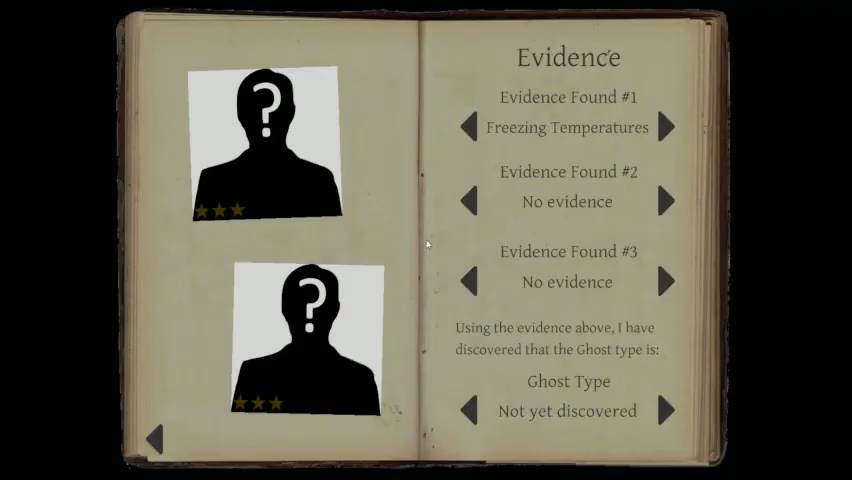 ?
?
Evidence
Evidence Found #1
Freezing Temperatures
Evidence Found #2
No evidence
Evidence Found #3
No evidence
Using the evidence above, I have
discovered that the Ghost type is:
Ghost Type
Not yet discovered